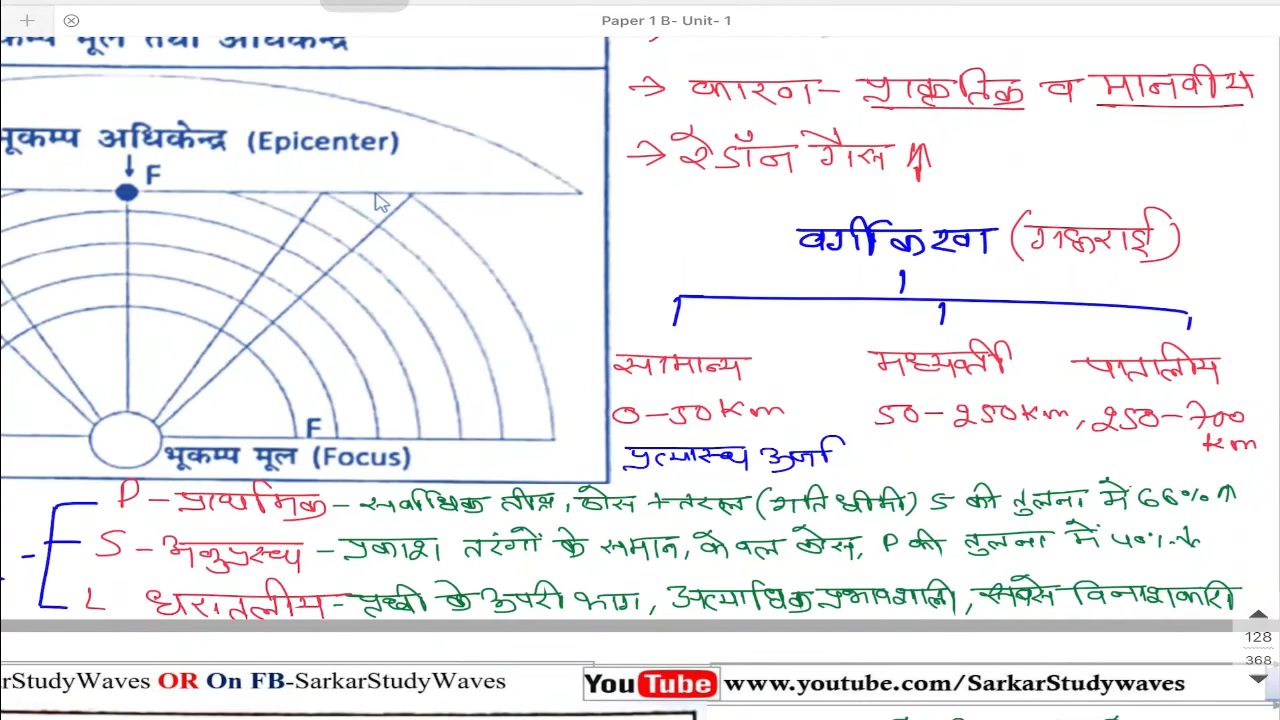 Paper 1 B- Unit- 1
कम्प मूल तथा अधिकेन्द्र
भूकम्प अधिकेन्द्र (Epicenter)
F
F
भूकम्प मूल (Focus)
→ कारण - प्राकृतिक व मानवीय
→ रेडॉन गैस ↑
वर्गीकरण (गहराई)
सामान्य मध्यवर्ती पातालीय
0-50 km 50-250km, 250-700 km
प्रत्यास्थ ऊर्जा
P - प्राथमिक - सर्वाधिक तीव्र, ठोस + तरल (गति धीमी) S की तुलना में 66% ↑
S - अनुप्रस्थ - प्रकाश तरंगों के समान, केवल ठोस, P की तुलना में 40%
L धरातलीय - पृथ्वी के ऊपरी भाग, अत्याधिक प्रभावशाली, सबसे विनाशकारी
128
368
rStudyWaves OR On FB-SarkarStudyWaves
YouTube www.youtube.com/SarkarStudywaves